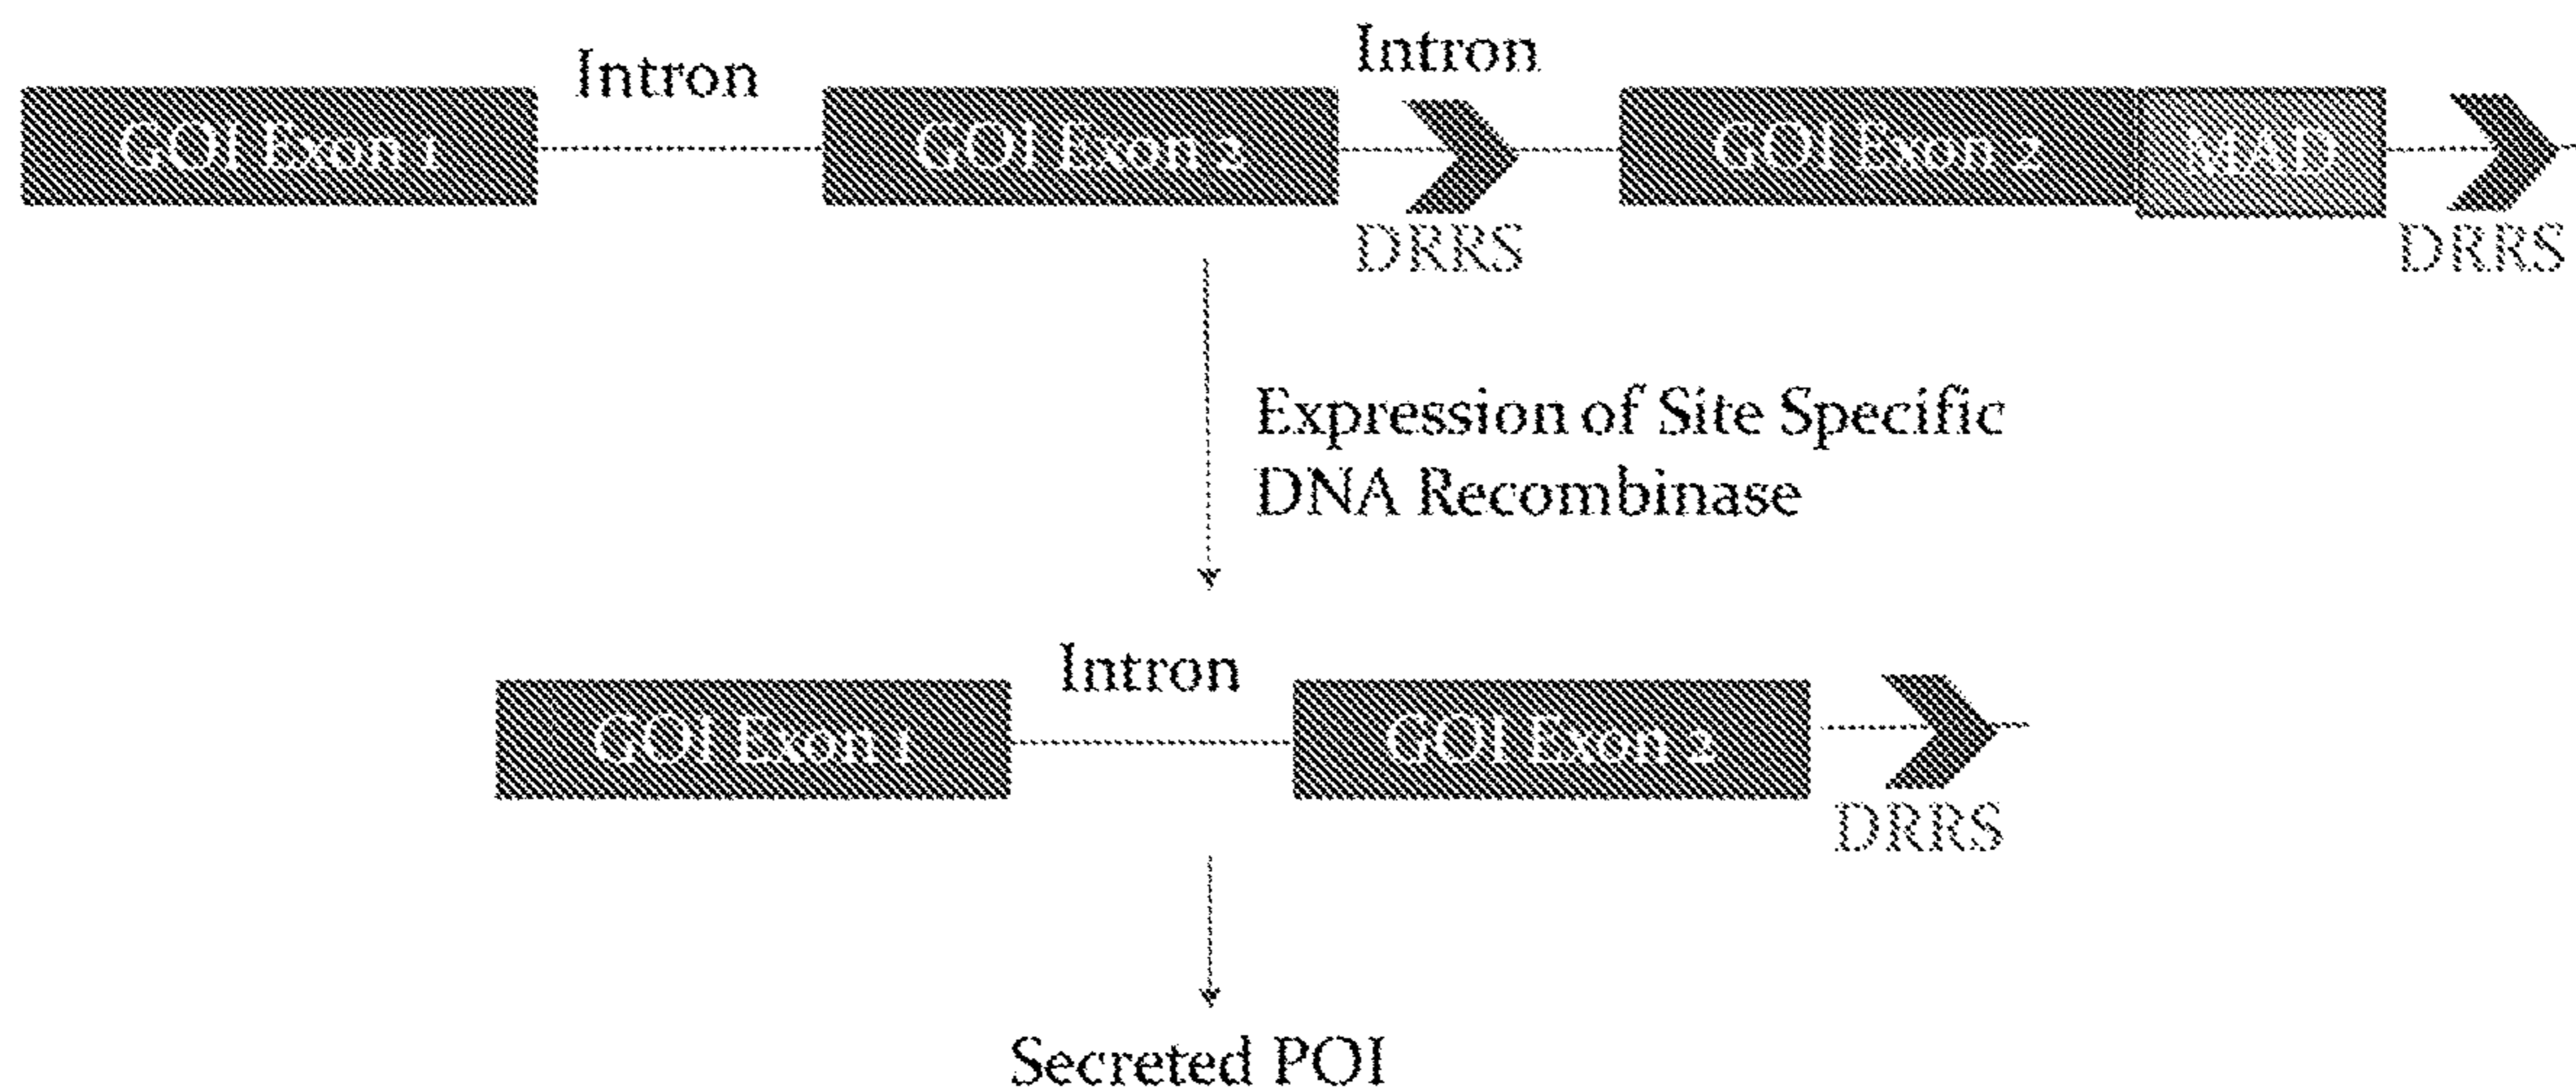 Intron
Intron
GOI Exon 1
GOI Exon 2
GOI Exon 2
MAD
DRRS
DRRS
Expression of Site Specific
DNA Recombinase
Intron
GOI Exon 1
GOI Exon 2
DRRS
Secreted POI